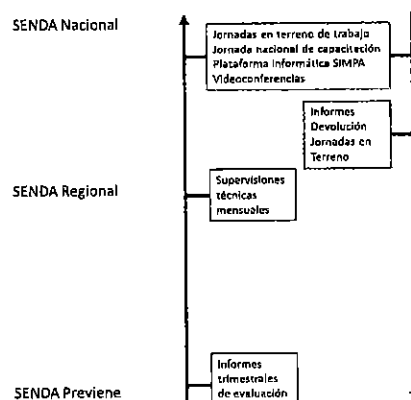 SENDA Nacional
Jornadas en terreno de trabajo
Jornada nacional de capacitación
Plataforma Informática SIMPA
Videoconferencias
Informes
Devolución
Jornadas en
Terreno
SENDA Regional
Supervisiones
técnicas
mensuales
Informes
trimestrales
de evaluación
SENDA Previene